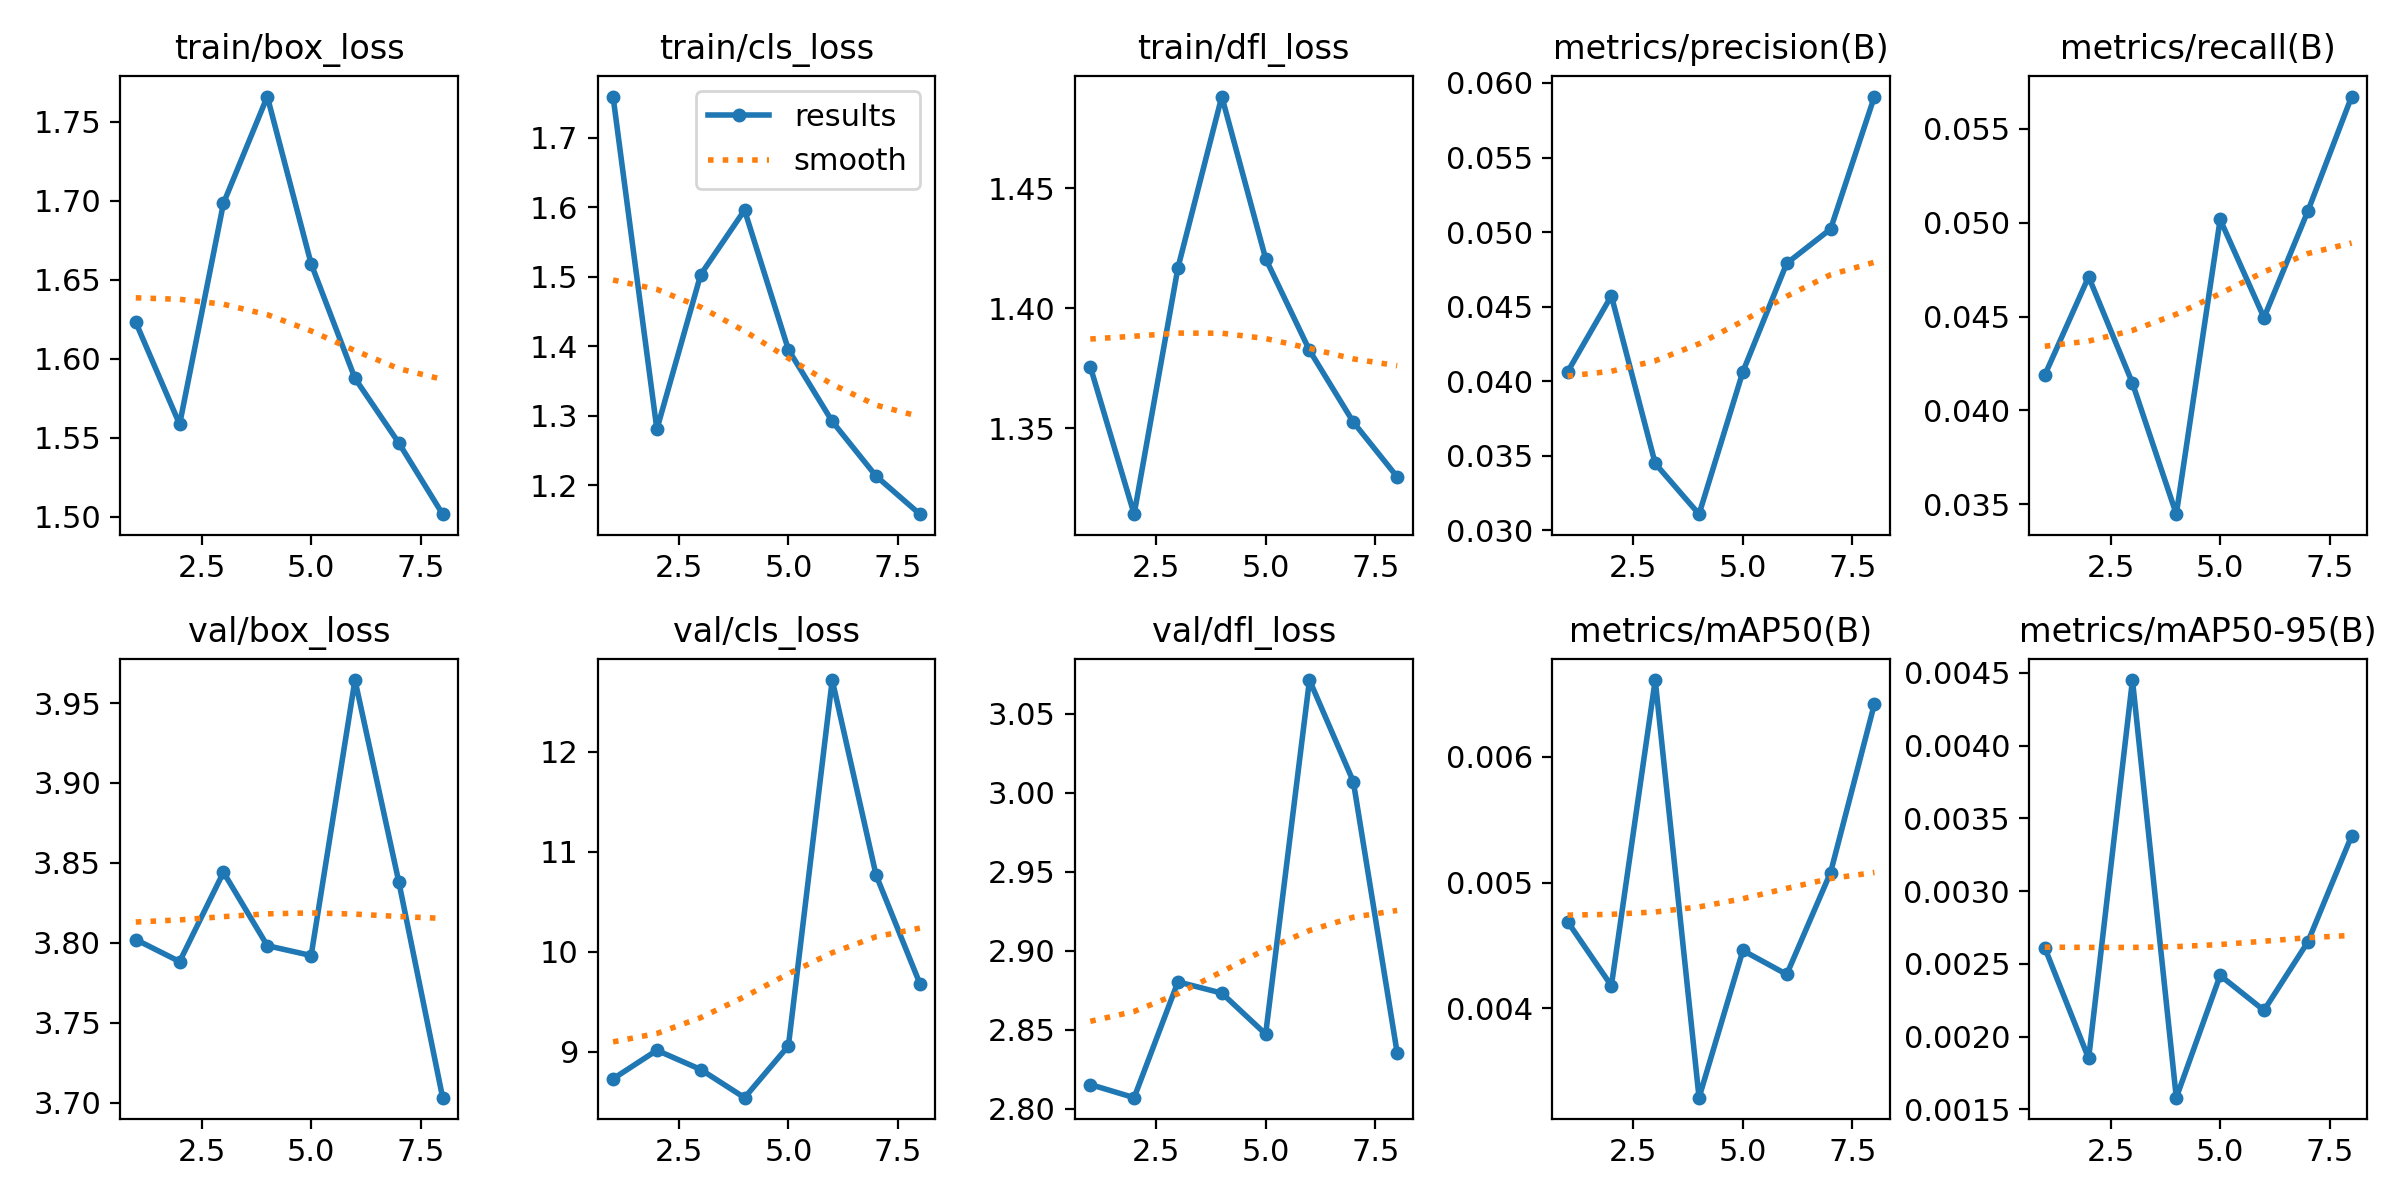 train/box_loss
1.75
1.70
1.65
1.60
1.55
1.50
2.5 5.0 7.5
train/cls_loss
results
smooth
1.7
1.6
1.5
1.4
1.3
1.2
2.5 5.0 7.5
train/dfl_loss
1.45
1.40
1.35
2.5 5.0 7.5
metrics/precision(B)
0.060
0.055
0.050
0.045
0.040
0.035
0.030
2.5 5.0 7.5
metrics/recall(B)
0.055
0.050
0.045
0.040
0.035
2.5 5.0 7.5
val/box_loss
3.95
3.90
3.85
3.80
3.75
3.70
2.5 5.0 7.5
val/cls_loss
12
11
10
9
2.5 5.0 7.5
val/dfl_loss
3.05
3.00
2.95
2.90
2.85
2.80
2.5 5.0 7.5
metrics/mAP50(B)
0.006
0.005
0.004
2.5 5.0 7.5
metrics/mAP50-95(B)
0.0045
0.0040
0.0035
0.0030
0.0025
0.0020
0.0015
2.5 5.0 7.5